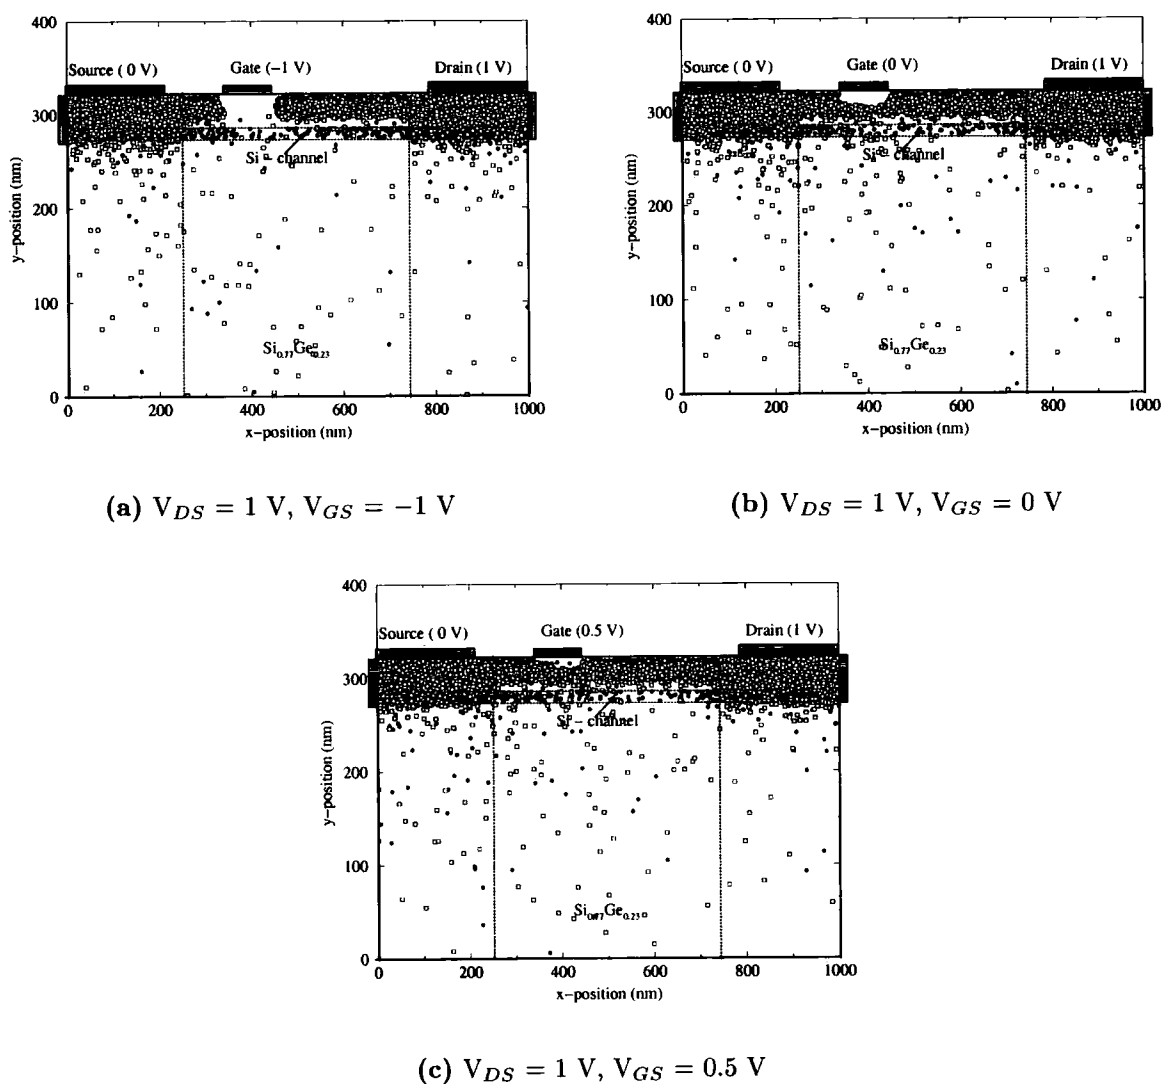 400
300
200
100
0
y-position (nm)
Source ( 0 V) Gate (-1 V) Drain (1 V)
Si - channel
Si0.77Ge0.23
0 200 400 600 800 1000
x-position (nm)
(a) VDS = 1 V, VGS = -1 V
400
300
200
100
0
y-position (nm)
Source ( 0 V) Gate (0 V) Drain (1 V)
Si - channel
Si0.77Ge0.23
0 200 400 600 800 1000
x-position (nm)
(b) VDS = 1 V, VGS = 0 V
400
300
200
100
0
y-position (nm)
Source ( 0 V) Gate (0.5 V) Drain (1 V)
Si - channel
Si0.77Ge0.23
0 200 400 600 800 1000
x-position (nm)
(c) VDS = 1 V, VGS = 0.5 V